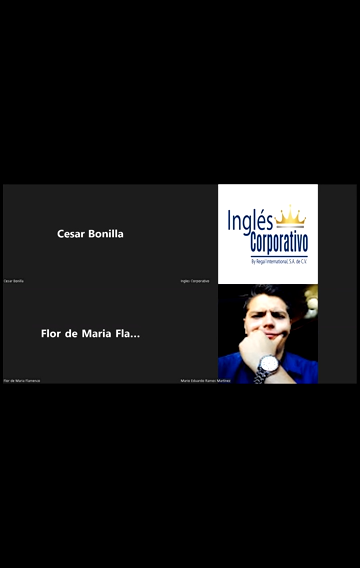 Cesar Bonilla
Inglés
Corporativo
By Regal International, S.A. de C.V.
Cesar Bonilla
Inglés Corporativo
Flor de Maria Fla...
Flor de Maria Flamenco
Mario Eduardo Ramos Martinez